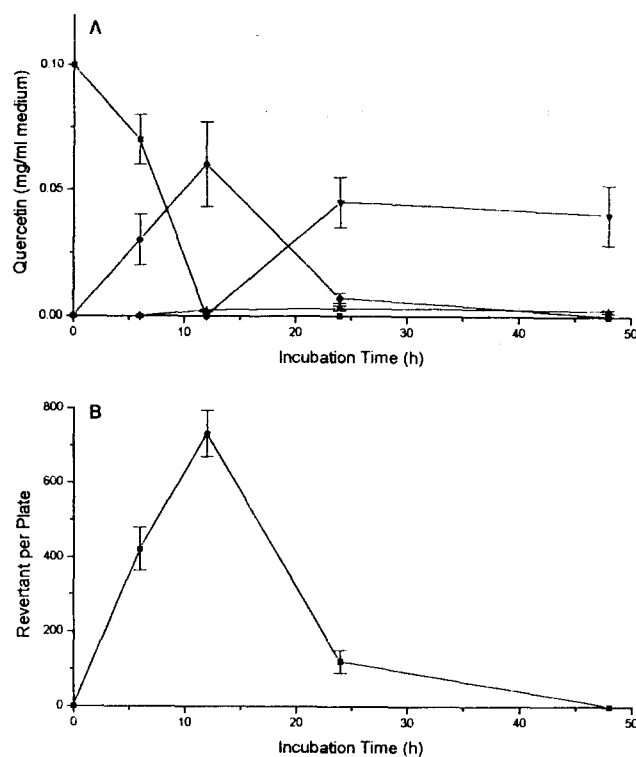 A
0.10
0.05
0.00
Quercetin (mg/ml medium)
0 10 20 30 40 50
Incubation Time (h)
B
800
600
400
200
0
Revertant per Plate
0 10 20 30 40 50
Incubation Time (h)